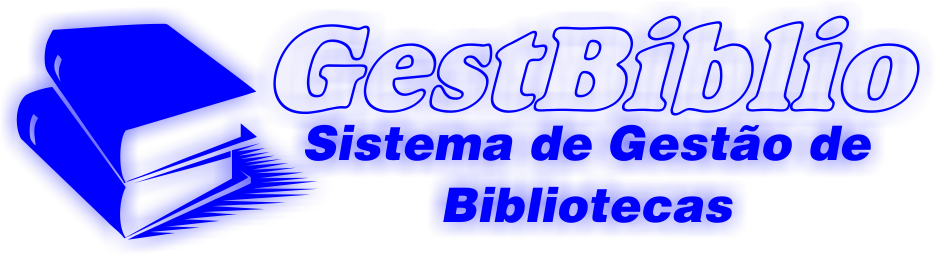 GestBiblio
Sistema de Gestão de
Bibliotecas